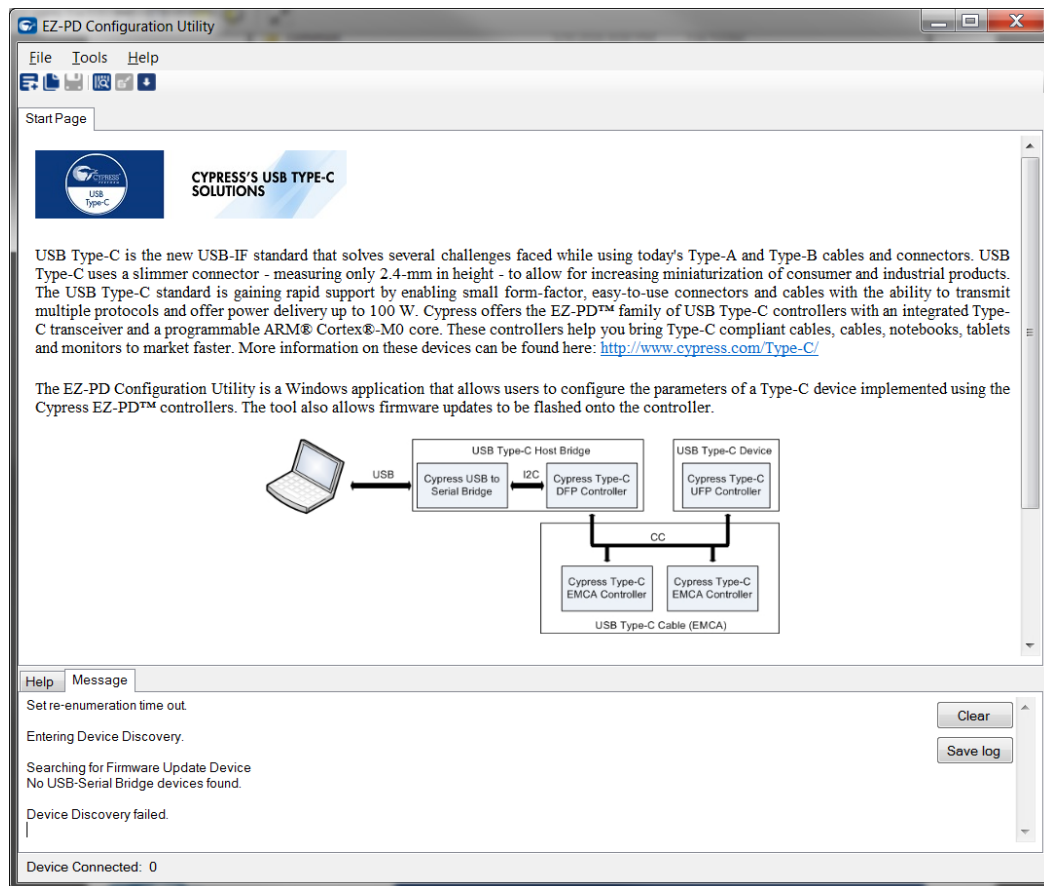 EZ-PD Configuration Utility
File Tools Help
Start Page
CYPRESS
USB
Type-C
CYPRESS'S USB TYPE-C
SOLUTIONS
USB Type-C is the new USB-IF standard that solves several challenges faced while using today's Type-A and Type-B cables and connectors. USB
Type-C uses a slimmer connector - measuring only 2.4-mm in height - to allow for increasing miniaturization of consumer and industrial products.
The USB Type-C standard is gaining rapid support by enabling small form-factor, easy-to-use connectors and cables with the ability to transmit
multiple protocols and offer power delivery up to 100 W. Cypress offers the EZ-PD™ family of USB Type-C controllers with an integrated Type-
C transceiver and a programmable ARM® Cortex®-M0 core. These controllers help you bring Type-C compliant cables, cables, notebooks, tablets
and monitors to market faster. More information on these devices can be found here: http://www.cypress.com/Type-C/
The EZ-PD Configuration Utility is a Windows application that allows users to configure the parameters of a Type-C device implemented using the
Cypress EZ-PD™ controllers. The tool also allows firmware updates to be flashed onto the controller.
USB Type-C Host Bridge
USB Type-C Device
USB
Cypress USB to
Serial Bridge
I2C
Cypress Type-C
DFP Controller
Cypress Type-C
UFP Controller
CC
Cypress Type-C
EMCA Controller
Cypress Type-C
EMCA Controller
USB Type-C Cable (EMCA)
Help Message
Set re-enumeration time out.
Clear
Entering Device Discovery.
Save log
Searching for Firmware Update Device
No USB-Serial Bridge devices found.
Device Discovery failed.
Device Connected: 0